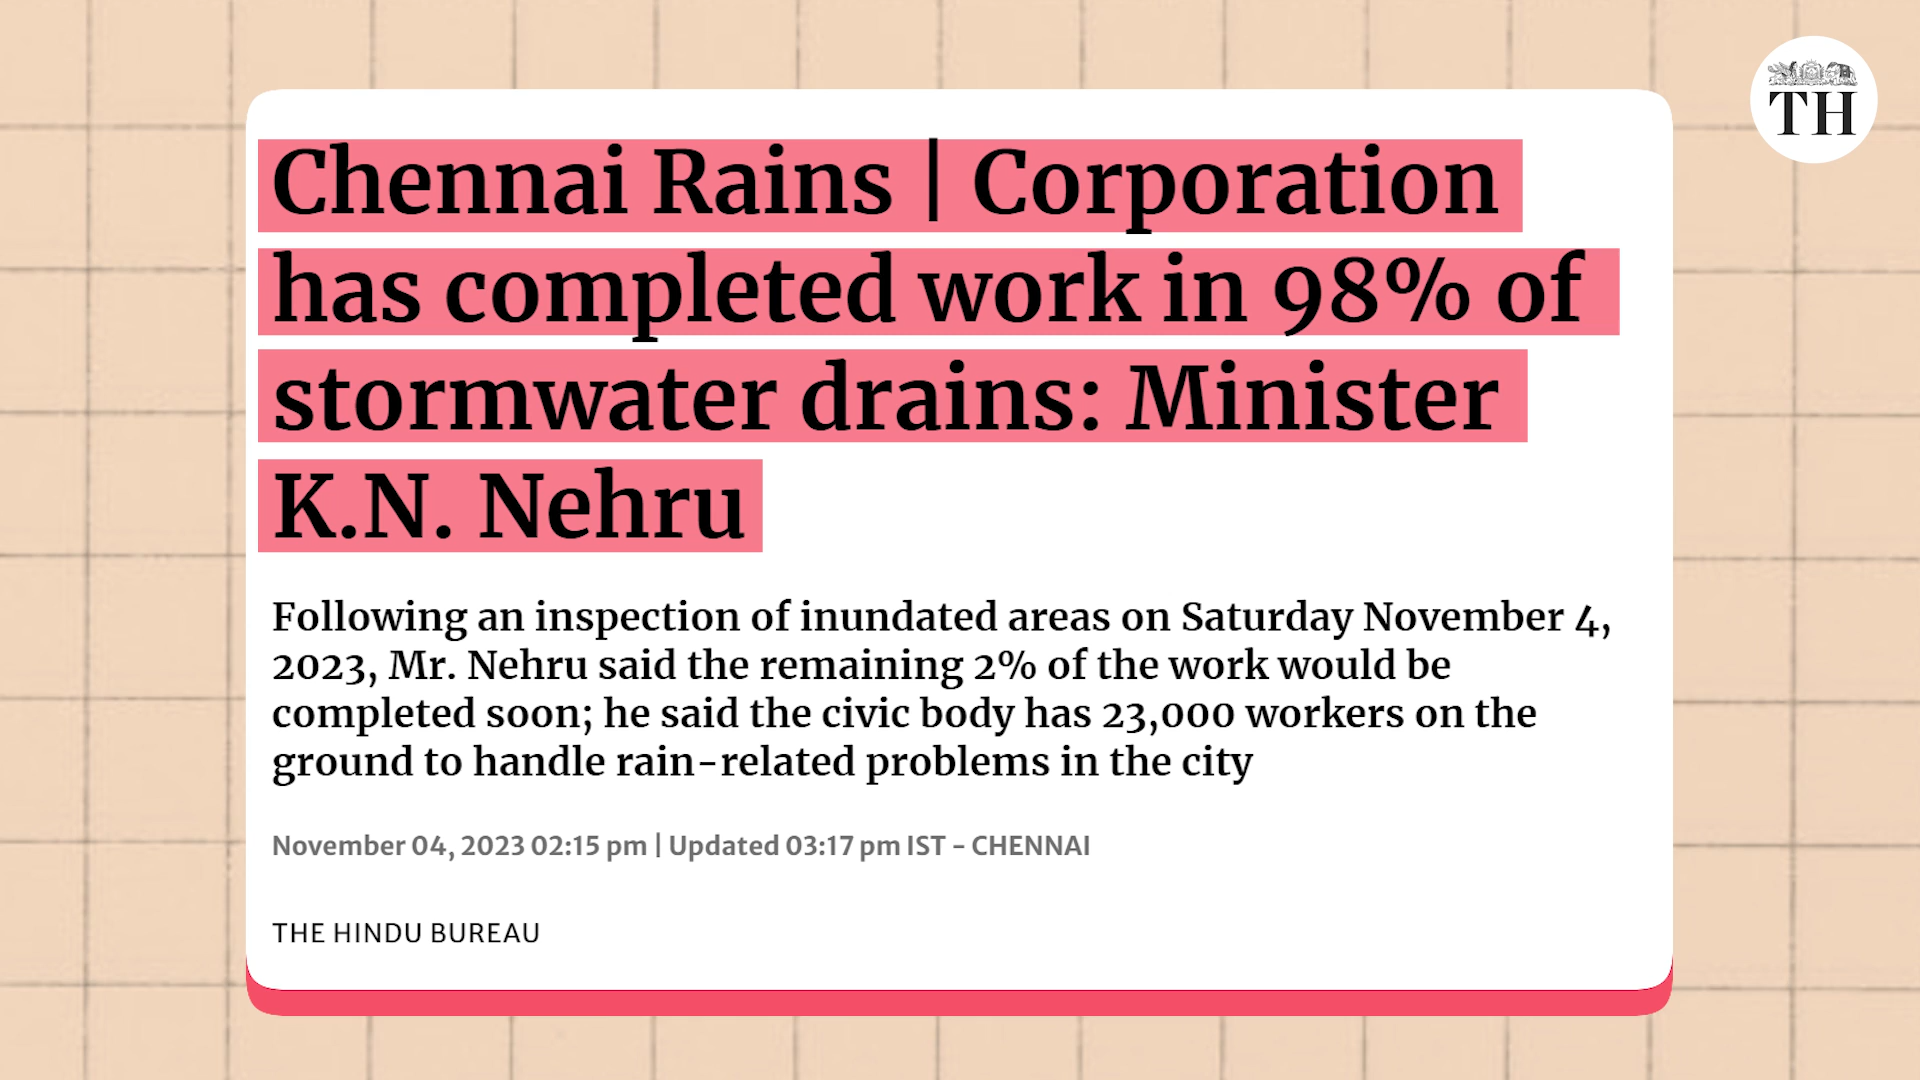 TH
Chennai Rains | Corporation
has completed work in 98% of
stormwater drains: Minister
K.N. Nehru
Following an inspection of inundated areas on Saturday November 4,
2023, Mr. Nehru said the remaining 2% of the work would be
completed soon; he said the civic body has 23,000 workers on the
ground to handle rain-related problems in the city
November 04, 2023 02:15 pm | Updated 03:17 pm IST - CHENNAI
THE HINDU BUREAU